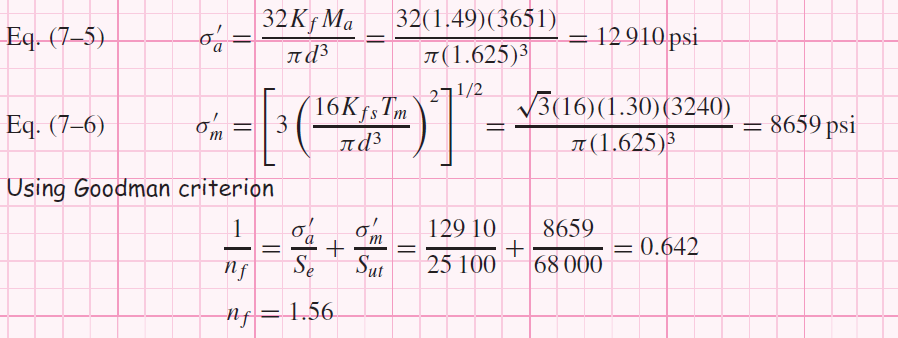 Eq. (7–5) σ′a = 32KfMa / πd³ = 32(1.49)(3651) / π(1.625)³ = 12 910 psi
Eq. (7–6) σ′m = [3(16KfsTm / πd³)²]^1/2 = √3(16)(1.30)(3240) / π(1.625)³ = 8659 psi
Using Goodman criterion
1/nf = σ′a/Se + σ′m/Sut = 129 10/25 100 + 8659/68 000 = 0.642
nf = 1.56